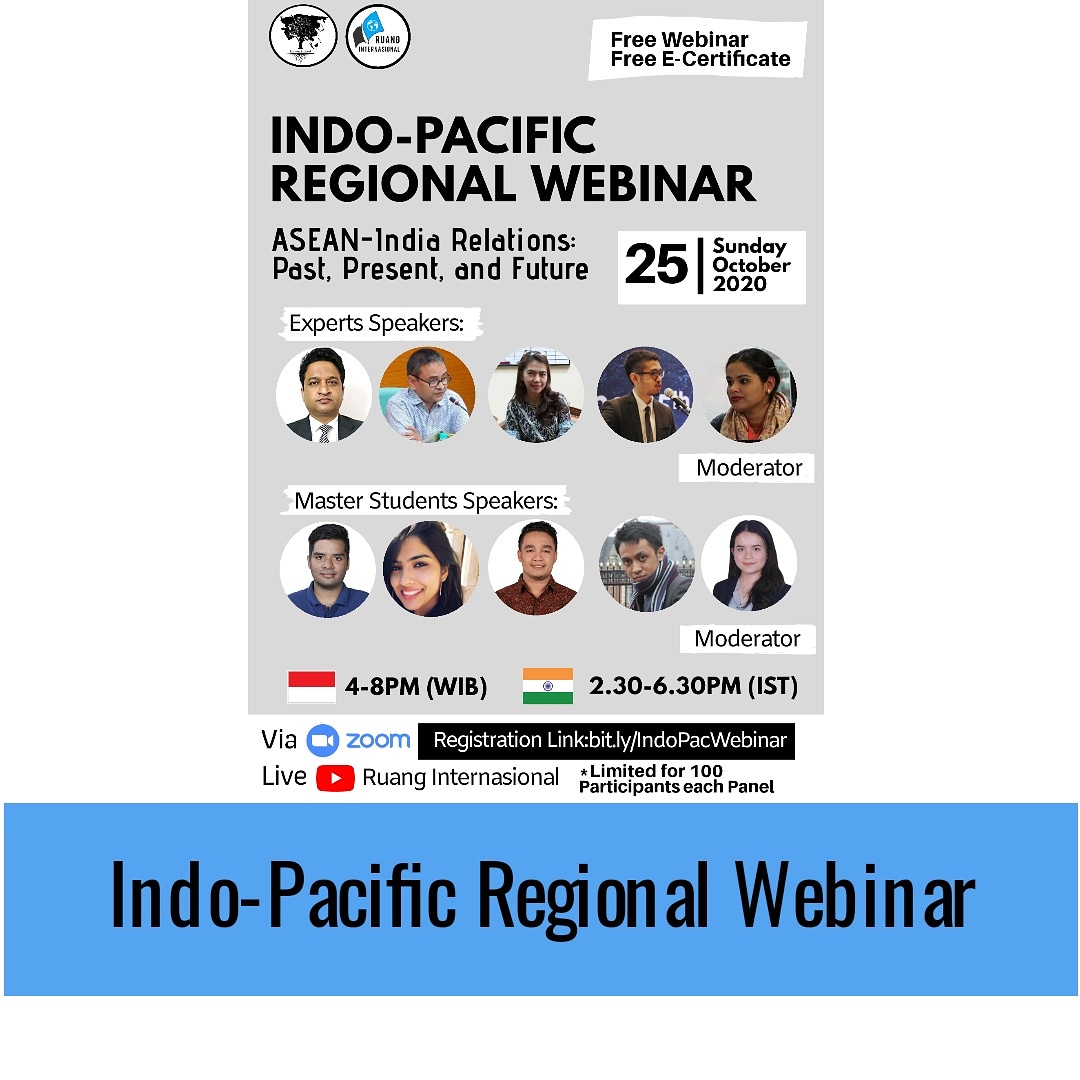 RUANG
INTERNASIONAL
Free Webinar
Free E-Certificate
INDO-PACIFIC
REGIONAL WEBINAR
ASEAN-India Relations:
Past, Present, and Future
25
Sunday
October
2020
Experts Speakers:
Moderator
Master Students Speakers:
Moderator
4-8PM (WIB)
2.30-6.30PM (IST)
Via zoom
Registration Link:bit.ly/IndoPacWebinar
Live Ruang Internasional
*Limited for 100
Participants each Panel
Indo-Pacific Regional Webinar